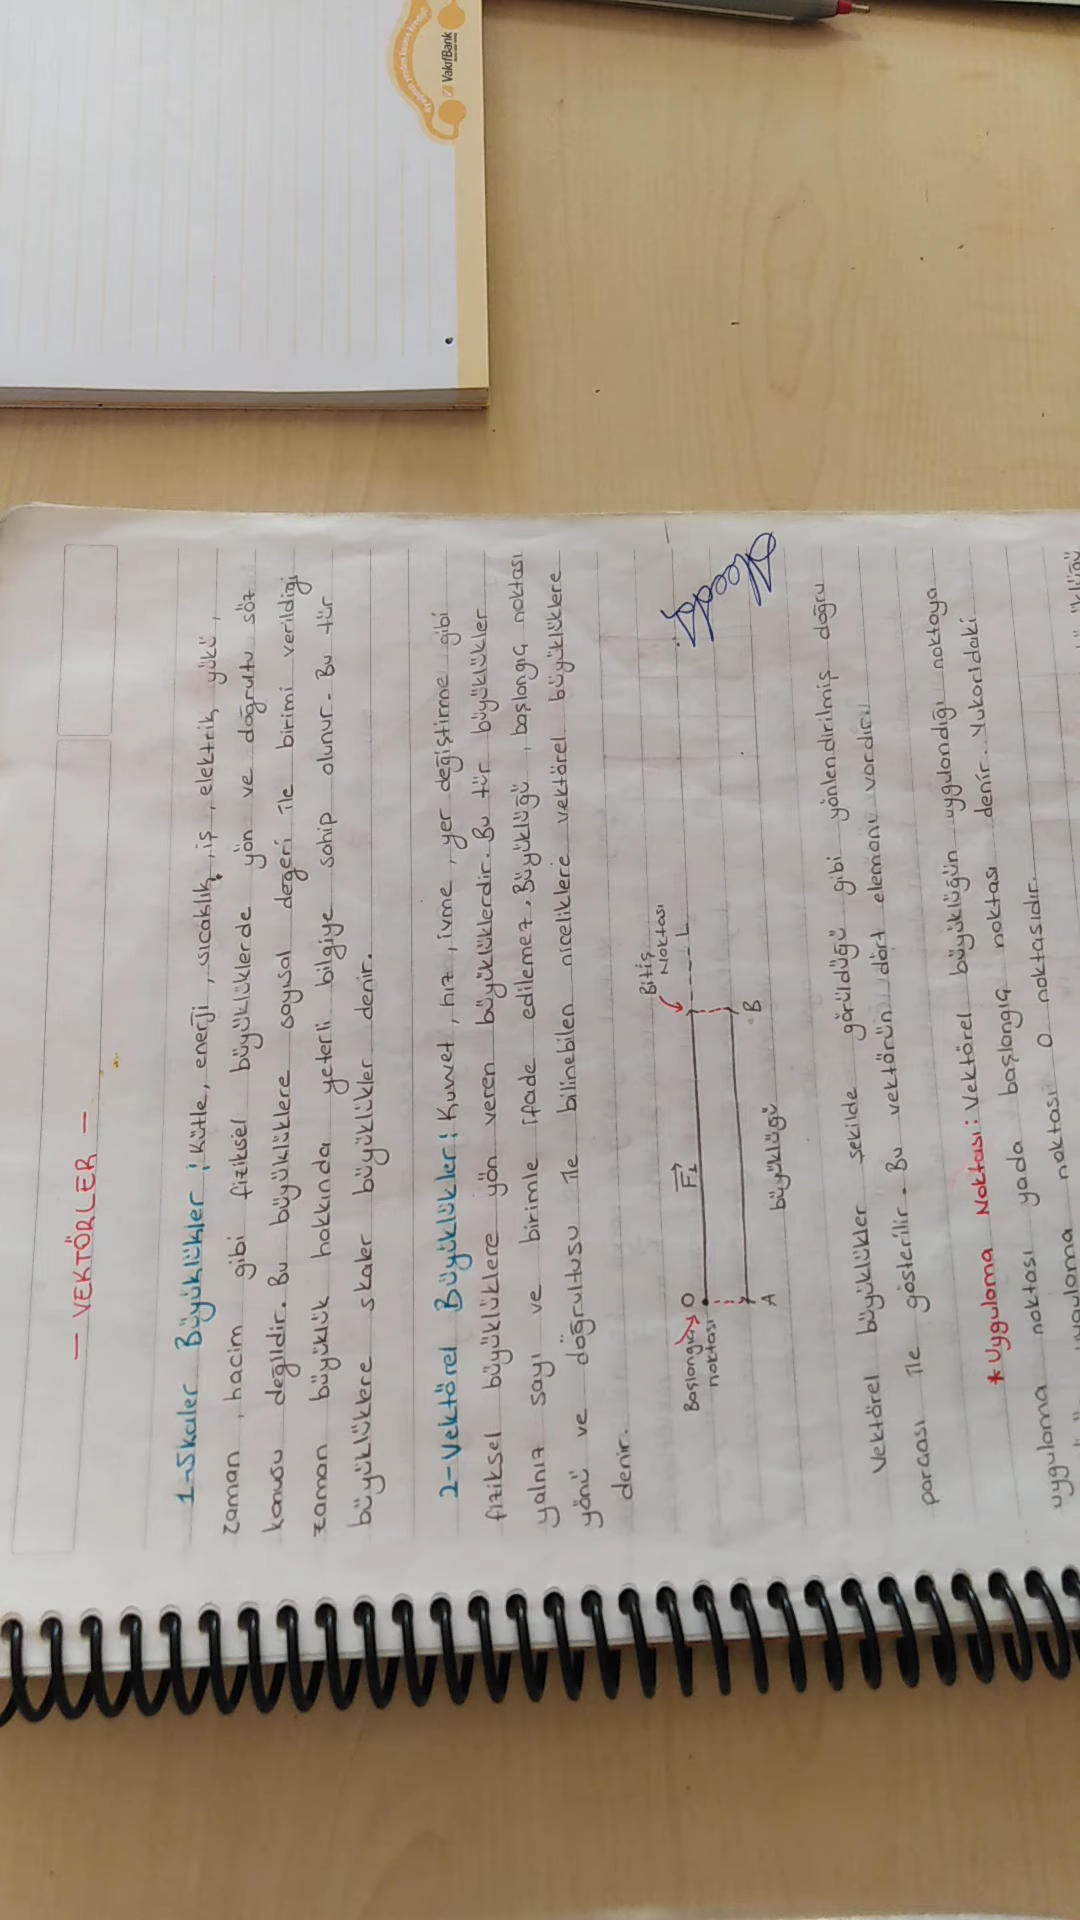 VakıfBank
— VEKTÖRLER —
1-Skaler Büyüklükler: Kütle, enerji, sıcaklık, iş, elektrik yükü,
zaman, hacim gibi fiziksel büyüklüklerde yön ve doğrultu söz
konusu değildir. Bu büyüklüklere sayısal değeri ile birimi verildiği
zaman büyüklük hakkında yeterli bilgiye sahip olunur. Bu tür
büyüklüklere skaler büyüklükler denir.
2-Vektörel Büyüklükler: Kuvvet, hız, ivme, yer değiştirme gibi
fiziksel büyüklüklere yön veren büyüklüklerdir. Bu tür büyüklükler
yalnız sayı ve birimle ifade edilemez. Büyüklüğü, başlangıç noktası
yönü ve doğrultusu ile bilinebilen niceliklere vektörel büyüklüklere
denir.
Bitiş
Noktası
Başlangıç
noktası
O
F₁
L
A
B
büyüklüğü
Vektörel büyüklükler şekilde görüldüğü gibi yönlendirilmiş doğru
parçası ile gösterilir. Bu vektörün dört elemanı vardır.
*Uygulama Noktası: Vektörel büyüklüğün uygulandığı noktaya
uygulama noktası yada başlangıç noktası denir. Yukarıdaki
uygulama noktası O noktasıdır.